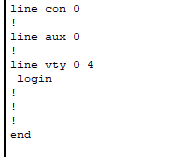 line con 0
!
line aux 0
!
line vty 0 4
 login
!
!
!
end